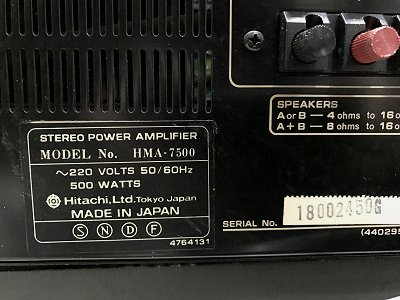 STEREO POWER AMPLIFIER
MODEL No. HMA-7500
~220 VOLTS 50/60Hz
500 WATTS
Hitachi, Ltd. Tokyo Japan
MADE IN JAPAN
S N D F
4764131
SPEAKERS
A or B — 4 ohms to 16 o
A + B — 8 ohms to 16 o
SERIAL No. 18002450G
(440295